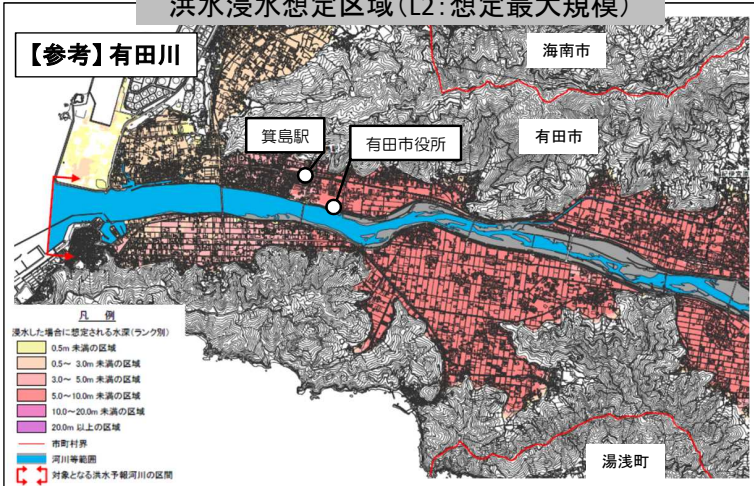 洪水浸水想定区域(L2:想定最大規模)
【参考】有田川
海南市
有田市
箕島駅
有田市役所
凡 例
浸水した場合に想定される水深(ランク別)
0.5m 未満の区域
0.5~ 3.0m 未満の区域
3.0~ 5.0m 未満の区域
5.0~10.0m 未満の区域
10.0~20.0m 未満の区域
20.0m 以上の区域
市町村界
河川等範囲
対象となる洪水予報河川の区間
湯浅町